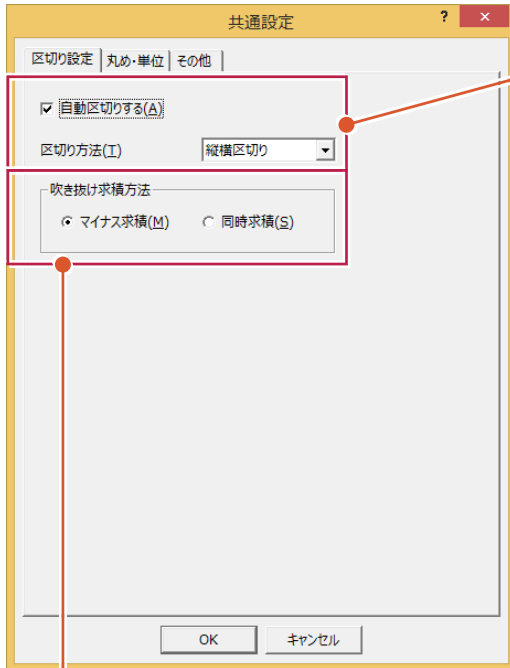 共通設定 ? ×
区切り設定 丸め・単位 その他
自動区切りする(A)
区切り方法(T) 縦横区切り
吹き抜け求積方法
マイナス求積(M) 同時求積(S)
OK キャンセル